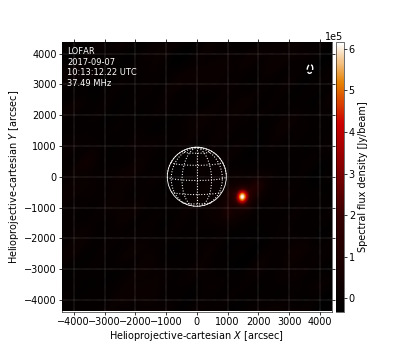 LOFAR
2017-09-07
10:13:12.22 UTC
37.49 MHz
1e5
4000
3000
2000
1000
0
−1000
−2000
−3000
−4000
Helioprojective-cartesian Y [arcsec]
−4000−3000−2000−1000 0 1000 2000 3000 4000
Helioprojective-cartesian X [arcsec]
6
5
4
3
2
1
0
Spectral flux density [Jy/beam]